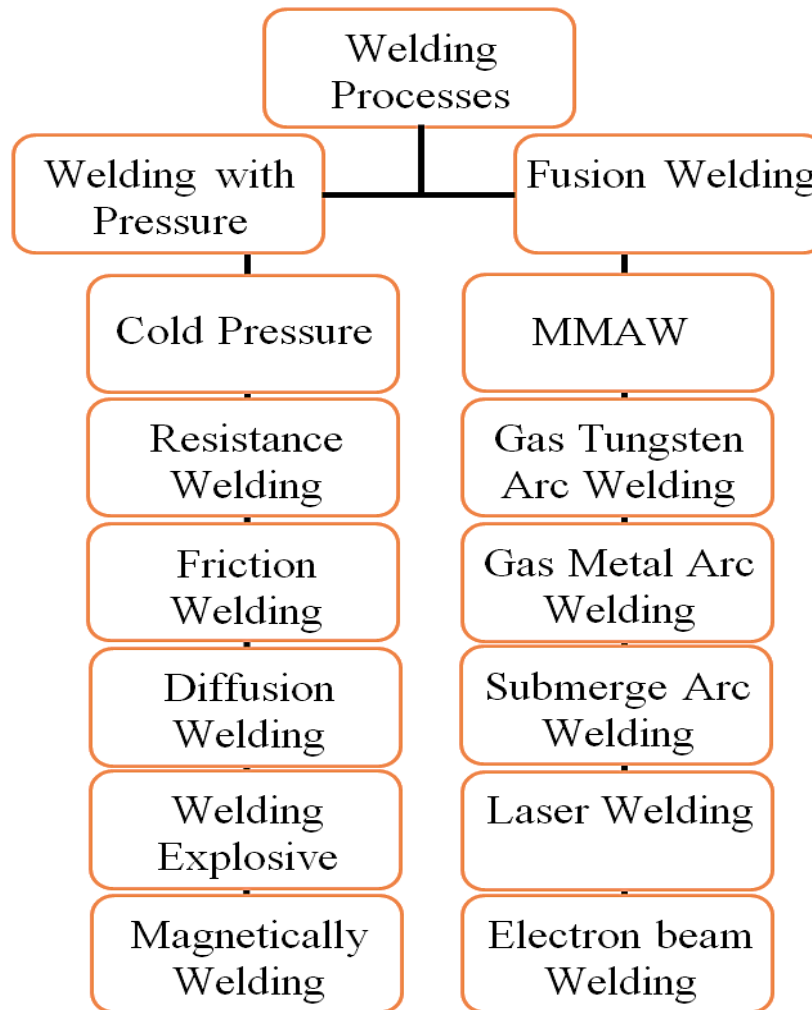 Welding
Processes
Welding with
Pressure
Fusion Welding
Cold Pressure
MMAW
Resistance
Welding
Gas Tungsten
Arc Welding
Friction
Welding
Gas Metal Arc
Welding
Diffusion
Welding
Submerge Arc
Welding
Welding
Explosive
Laser Welding
Magnetically
Welding
Electron beam
Welding